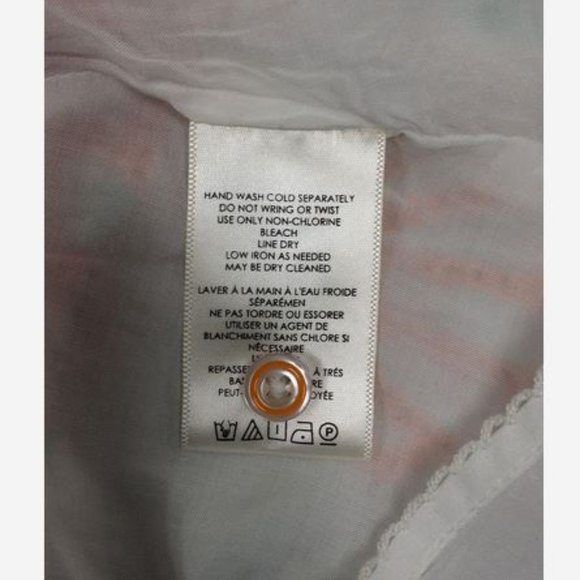 HAND WASH COLD SEPARATELY
DO NOT WRING OR TWIST
USE ONLY NON-CHLORINE
BLEACH
LINE DRY
LOW IRON AS NEEDED
MAY BE DRY CLEANED
LAVER À LA MAIN À L'EAU FROIDE
SÉPARÉMEN
NE PAS TORDRE OU ESSORER
UTILISER UN AGENT DE
BLANCHIMENT SANS CHLORE SI
NÉCESSAIRE
REPASSE À TRÉS
P